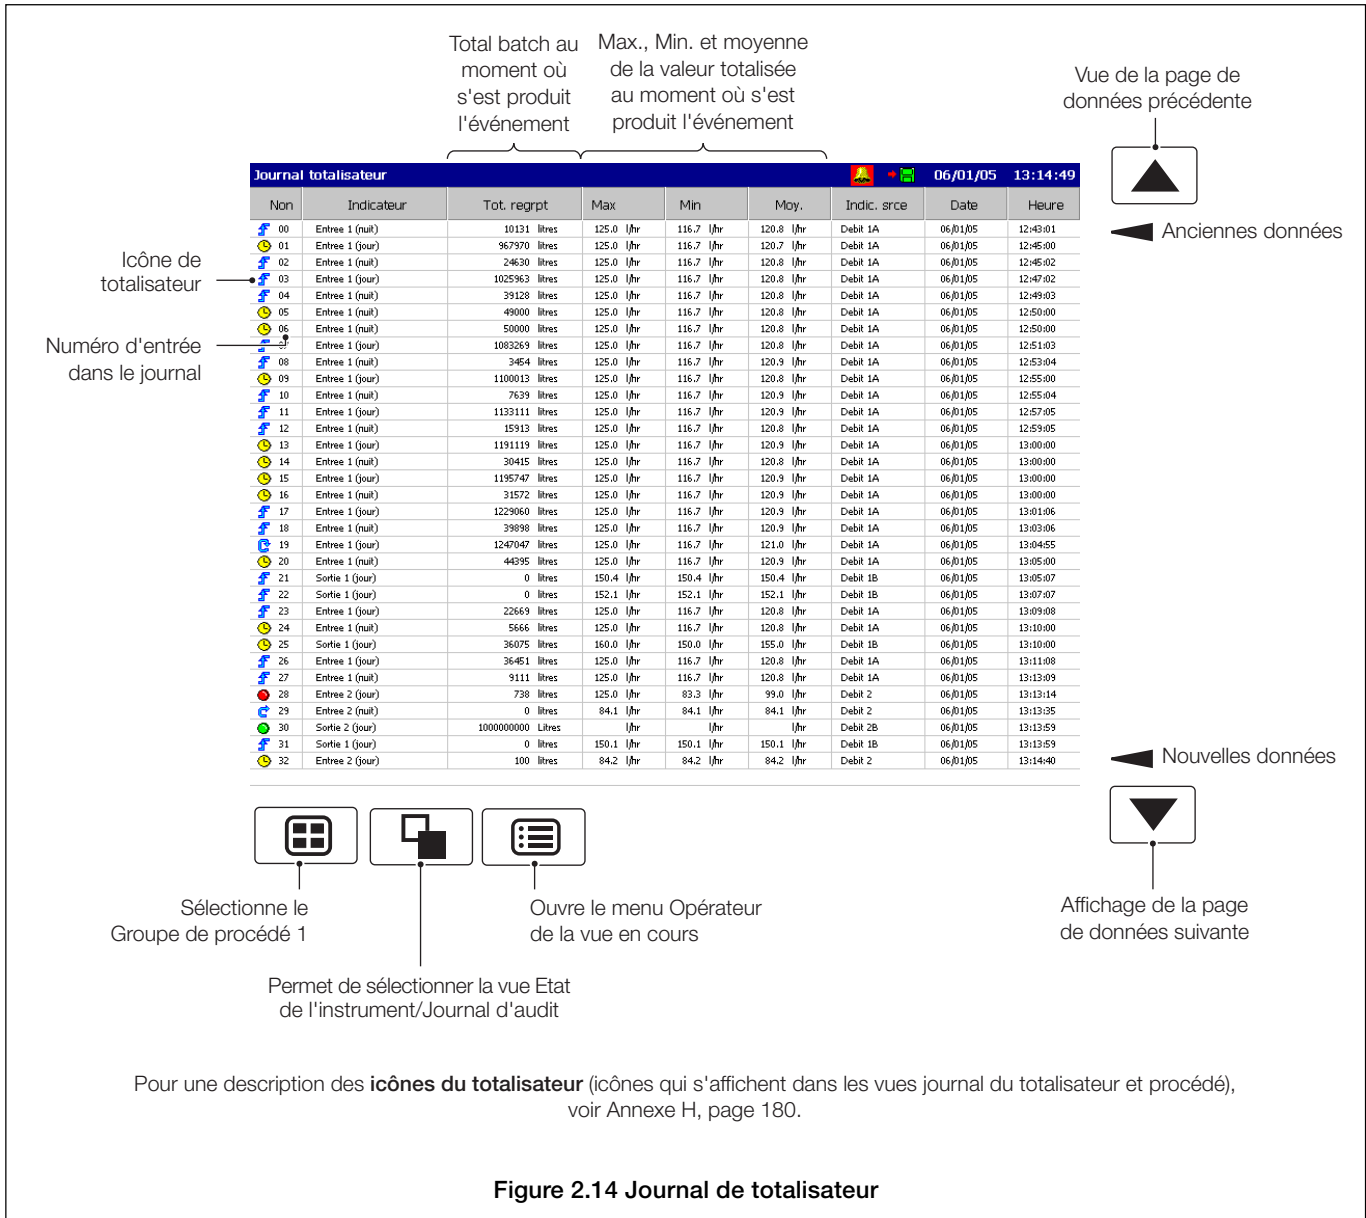 Total batch au
moment où
s'est produit
l'événement
Max., Min. et moyenne
de la valeur totalisée
au moment où s'est
produit l'événement
Vue de la page de
données précédente
Journal totalisateur 06/01/05 13:14:49
Non Indicateur Tot. regrpt Max Min Moy. Indic. srce Date Heure
00 Entree 1 (nuit) 10131 litres 125.0 l/hr 116.7 l/hr 120.8 l/hr Debit 1A 06/01/05 12:43:01
01 Entree 1 (jour) 967970 litres 125.0 l/hr 116.7 l/hr 120.7 l/hr Debit 1A 06/01/05 12:45:00
02 Entree 1 (nuit) 24630 litres 125.0 l/hr 116.7 l/hr 120.8 l/hr Debit 1A 06/01/05 12:45:02
03 Entree 1 (jour) 1025963 litres 125.0 l/hr 116.7 l/hr 120.8 l/hr Debit 1A 06/01/05 12:47:02
04 Entree 1 (nuit) 39128 litres 125.0 l/hr 116.7 l/hr 120.8 l/hr Debit 1A 06/01/05 12:49:03
05 Entree 1 (nuit) 49000 litres 125.0 l/hr 116.7 l/hr 120.8 l/hr Debit 1A 06/01/05 12:50:00
06 Entree 1 (nuit) 50000 litres 125.0 l/hr 116.7 l/hr 120.8 l/hr Debit 1A 06/01/05 12:50:00
Entree 1 (jour) 1083269 litres 125.0 l/hr 116.7 l/hr 120.8 l/hr Debit 1A 06/01/05 12:51:03
08 Entree 1 (nuit) 3454 litres 125.0 l/hr 116.7 l/hr 120.9 l/hr Debit 1A 06/01/05 12:53:04
09 Entree 1 (jour) 1100013 litres 125.0 l/hr 116.7 l/hr 120.8 l/hr Debit 1A 06/01/05 12:55:00
10 Entree 1 (nuit) 7639 litres 125.0 l/hr 116.7 l/hr 120.9 l/hr Debit 1A 06/01/05 12:55:04
11 Entree 1 (jour) 1133111 litres 125.0 l/hr 116.7 l/hr 120.9 l/hr Debit 1A 06/01/05 12:57:05
12 Entree 1 (nuit) 15913 litres 125.0 l/hr 116.7 l/hr 120.8 l/hr Debit 1A 06/01/05 12:59:05
13 Entree 1 (jour) 1191119 litres 125.0 l/hr 116.7 l/hr 120.9 l/hr Debit 1A 06/01/05 13:00:00
14 Entree 1 (nuit) 30415 litres 125.0 l/hr 116.7 l/hr 120.8 l/hr Debit 1A 06/01/05 13:00:00
15 Entree 1 (jour) 1195747 litres 125.0 l/hr 116.7 l/hr 120.9 l/hr Debit 1A 06/01/05 13:00:00
16 Entree 1 (nuit) 31572 litres 125.0 l/hr 116.7 l/hr 120.9 l/hr Debit 1A 06/01/05 13:00:00
17 Entree 1 (jour) 1229060 litres 125.0 l/hr 116.7 l/hr 120.9 l/hr Debit 1A 06/01/05 13:01:06
18 Entree 1 (nuit) 39898 litres 125.0 l/hr 116.7 l/hr 120.9 l/hr Debit 1A 06/01/05 13:03:06
19 Entree 1 (jour) 1247047 litres 125.0 l/hr 116.7 l/hr 121.0 l/hr Debit 1A 06/01/05 13:04:55
20 Entree 1 (nuit) 44395 litres 125.0 l/hr 116.7 l/hr 120.9 l/hr Debit 1A 06/01/05 13:05:00
21 Sortie 1 (jour) 0 litres 150.4 l/hr 150.4 l/hr 150.4 l/hr Debit 1B 06/01/05 13:05:07
22 Sortie 1 (jour) 0 litres 152.1 l/hr 152.1 l/hr 152.1 l/hr Debit 1B 06/01/05 13:07:07
23 Entree 1 (jour) 22669 litres 125.0 l/hr 116.7 l/hr 120.8 l/hr Debit 1A 06/01/05 13:09:08
24 Entree 1 (nuit) 5666 litres 125.0 l/hr 116.7 l/hr 120.8 l/hr Debit 1A 06/01/05 13:10:00
25 Sortie 1 (jour) 36075 litres 160.0 l/hr 150.0 l/hr 155.0 l/hr Debit 1B 06/01/05 13:10:00
26 Entree 1 (jour) 36451 litres 125.0 l/hr 116.7 l/hr 120.8 l/hr Debit 1A 06/01/05 13:11:08
27 Entree 1 (nuit) 9111 litres 125.0 l/hr 116.7 l/hr 120.8 l/hr Debit 1A 06/01/05 13:13:09
28 Entree 2 (jour) 738 litres 125.0 l/hr 83.3 l/hr 99.0 l/hr Debit 2 06/01/05 13:13:14
29 Entree 2 (nuit) 0 litres 84.1 l/hr 84.1 l/hr 84.1 l/hr Debit 2 06/01/05 13:13:35
30 Sortie 2 (jour) 1000000000 Litres l/hr l/hr l/hr Debit 2B 06/01/05 13:13:59
31 Sortie 1 (jour) 0 litres 150.1 l/hr 150.1 l/hr 150.1 l/hr Debit 1B 06/01/05 13:13:59
32 Entree 2 (jour) 100 litres 84.2 l/hr 84.2 l/hr 84.2 l/hr Debit 2 06/01/05 13:14:40
Icône de
totalisateur
Numéro d'entrée
dans le journal
Anciennes données
Nouvelles données
Sélectionne le
Groupe de procédé 1
Ouvre le menu Opérateur
de la vue en cours
Affichage de la page
de données suivante
Permet de sélectionner la vue Etat
de l'instrument/Journal d'audit
Pour une description des icônes du totalisateur (icônes qui s'affichent dans les vues journal du totalisateur et procédé),
voir Annexe H, page 180.
Figure 2.14 Journal de totalisateur